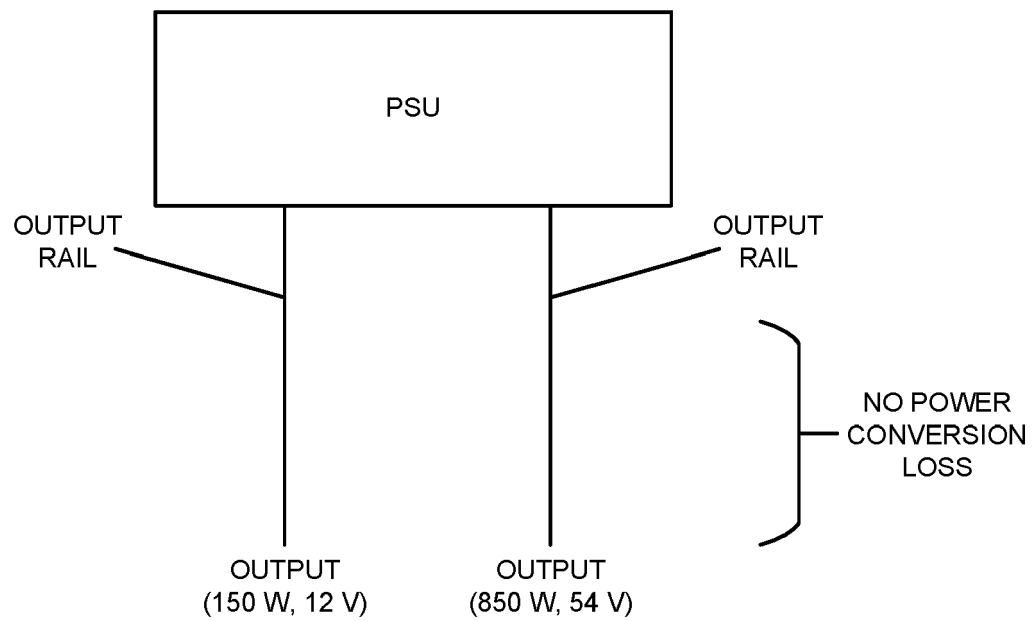 PSU
OUTPUT
RAIL
OUTPUT
RAIL
NO POWER
CONVERSION
LOSS
OUTPUT
(150 W, 12 V)
OUTPUT
(850 W, 54 V)